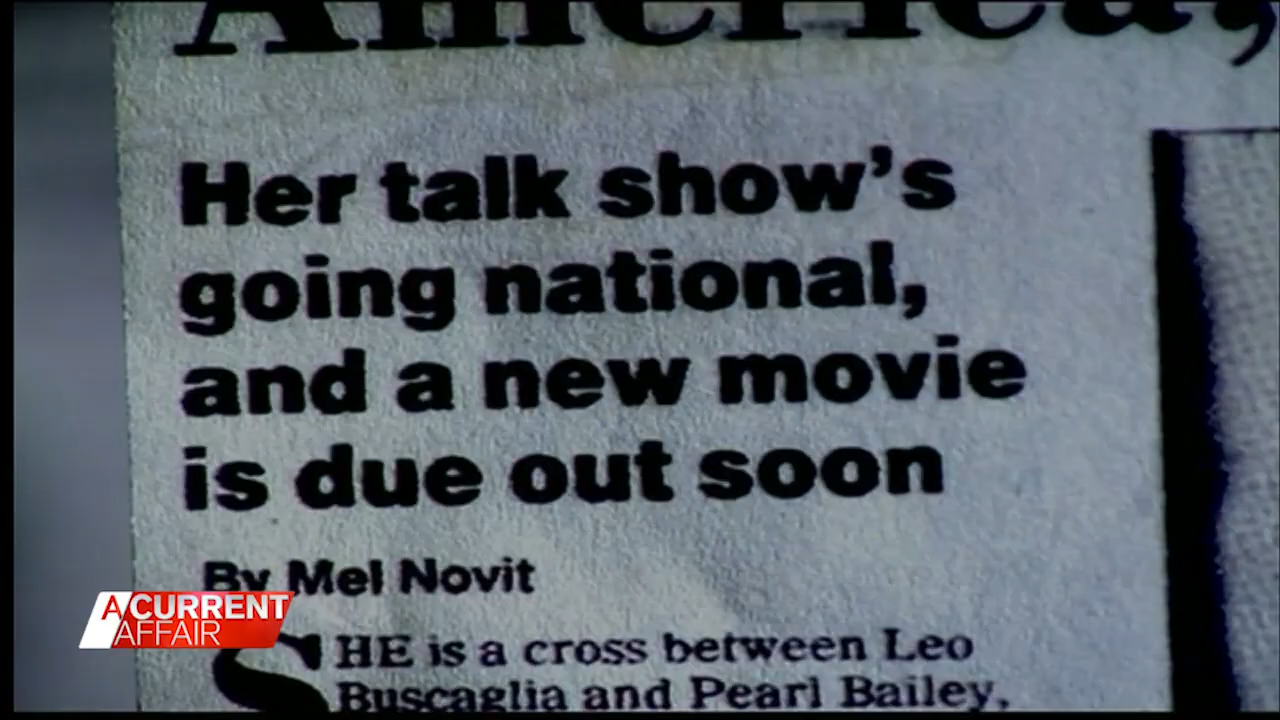 America,
Her talk show's
going national,
and a new movie
is due out soon
By Mel Novit
SHE is a cross between Leo
Buscaglia and Pearl Bailey,
A CURRENT
AFFAIR